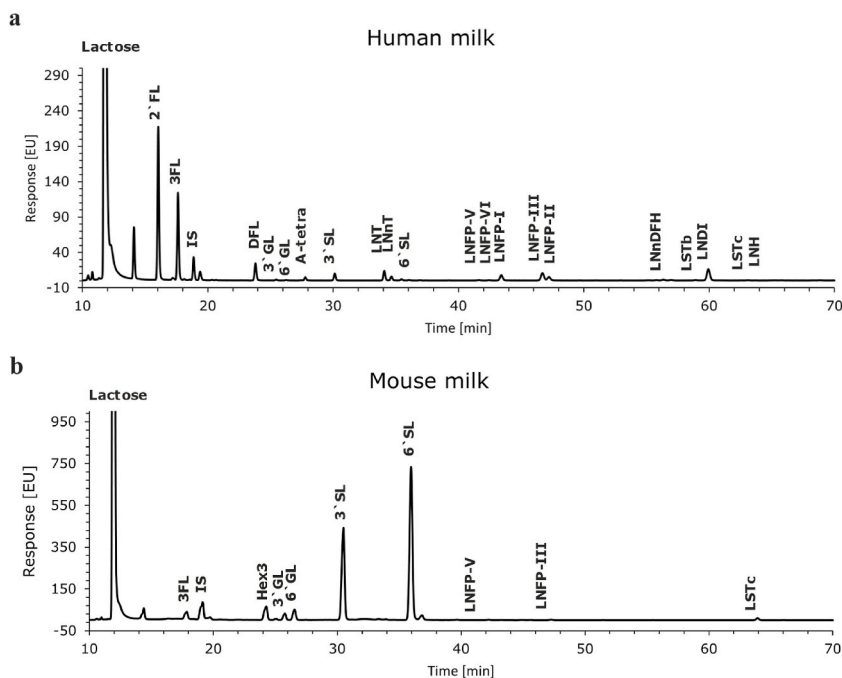 a
Human milk
Lactose
Response [EU]
290
240
190
140
90
40
-10
2`FL
3FL
IS
DFL
3`GL
6`GL
A-tetra
3`SL
LNT
LNnT
6`SL
LNFP-V
LNFP-VI
LNFP-I
LNFP-III
LNFP-II
LNnDFH
LSTb
LNDI
LSTc
LNH
10 20 30 40 50 60 70
Time [min]
b
Mouse milk
Lactose
Response [EU]
950
750
550
350
150
-50
3FL
IS
Hex3
3`GL
6`GL
3`SL
6`SL
LNFP-V
LNFP-III
LSTc
10 20 30 40 50 60 70
Time [min]